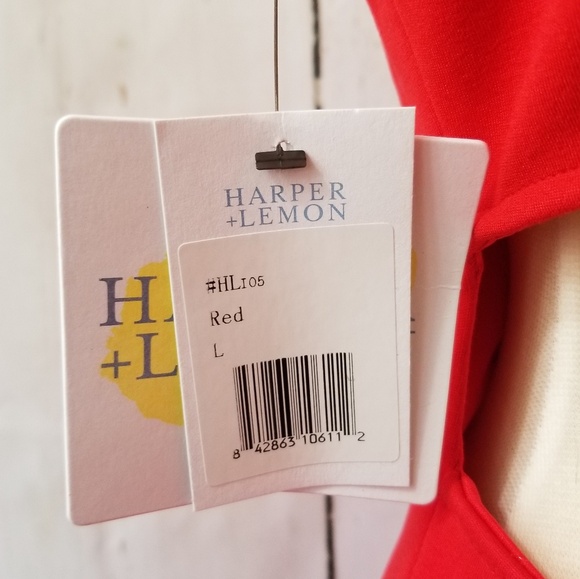 HARPER
+LEMON
#HL105
Red
L
8 42863 10611 2
H
+L